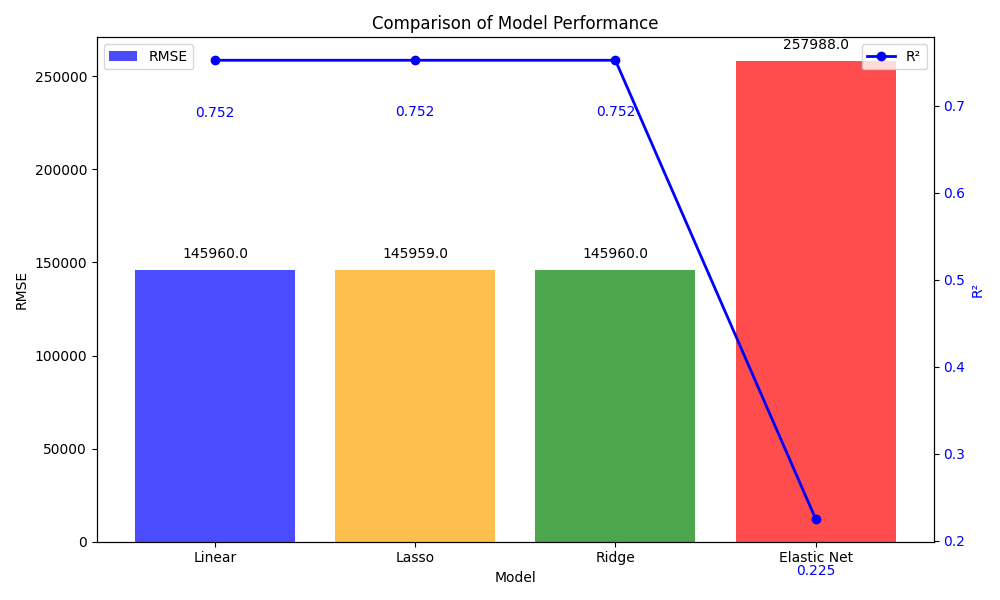 Comparison of Model Performance
RMSE
R²
257988.0
0.752
0.752
0.752
145960.0
145959.0
145960.0
0.225
250000
200000
150000
100000
50000
0
RMSE
0.7
0.6
0.5
0.4
0.3
0.2
R²
Linear
Lasso
Ridge
Elastic Net
Model